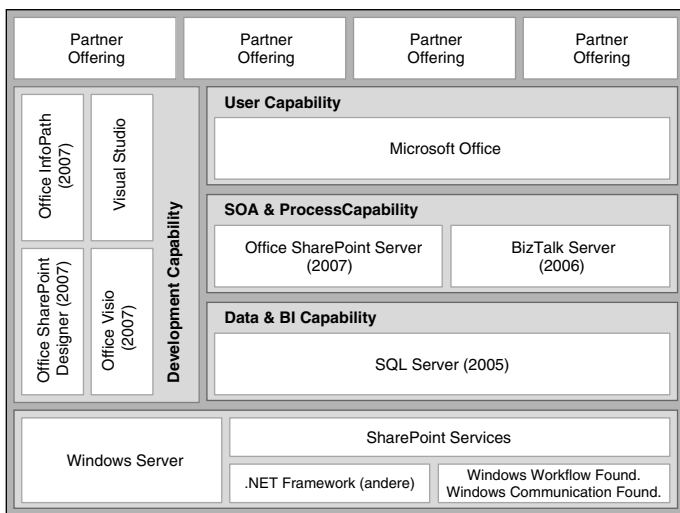 Partner
Offering
Partner
Offering
Partner
Offering
Partner
Offering
Office InfoPath
(2007)
Visual Studio
Office SharePoint
Designer (2007)
Office Visio
(2007)
Development Capability
User Capability
Microsoft Office
SOA & ProcessCapability
Office SharePoint Server
(2007)
BizTalk Server
(2006)
Data & BI Capability
SQL Server (2005)
Windows Server
SharePoint Services
.NET Framework (andere)
Windows Workflow Found.
Windows Communication Found.